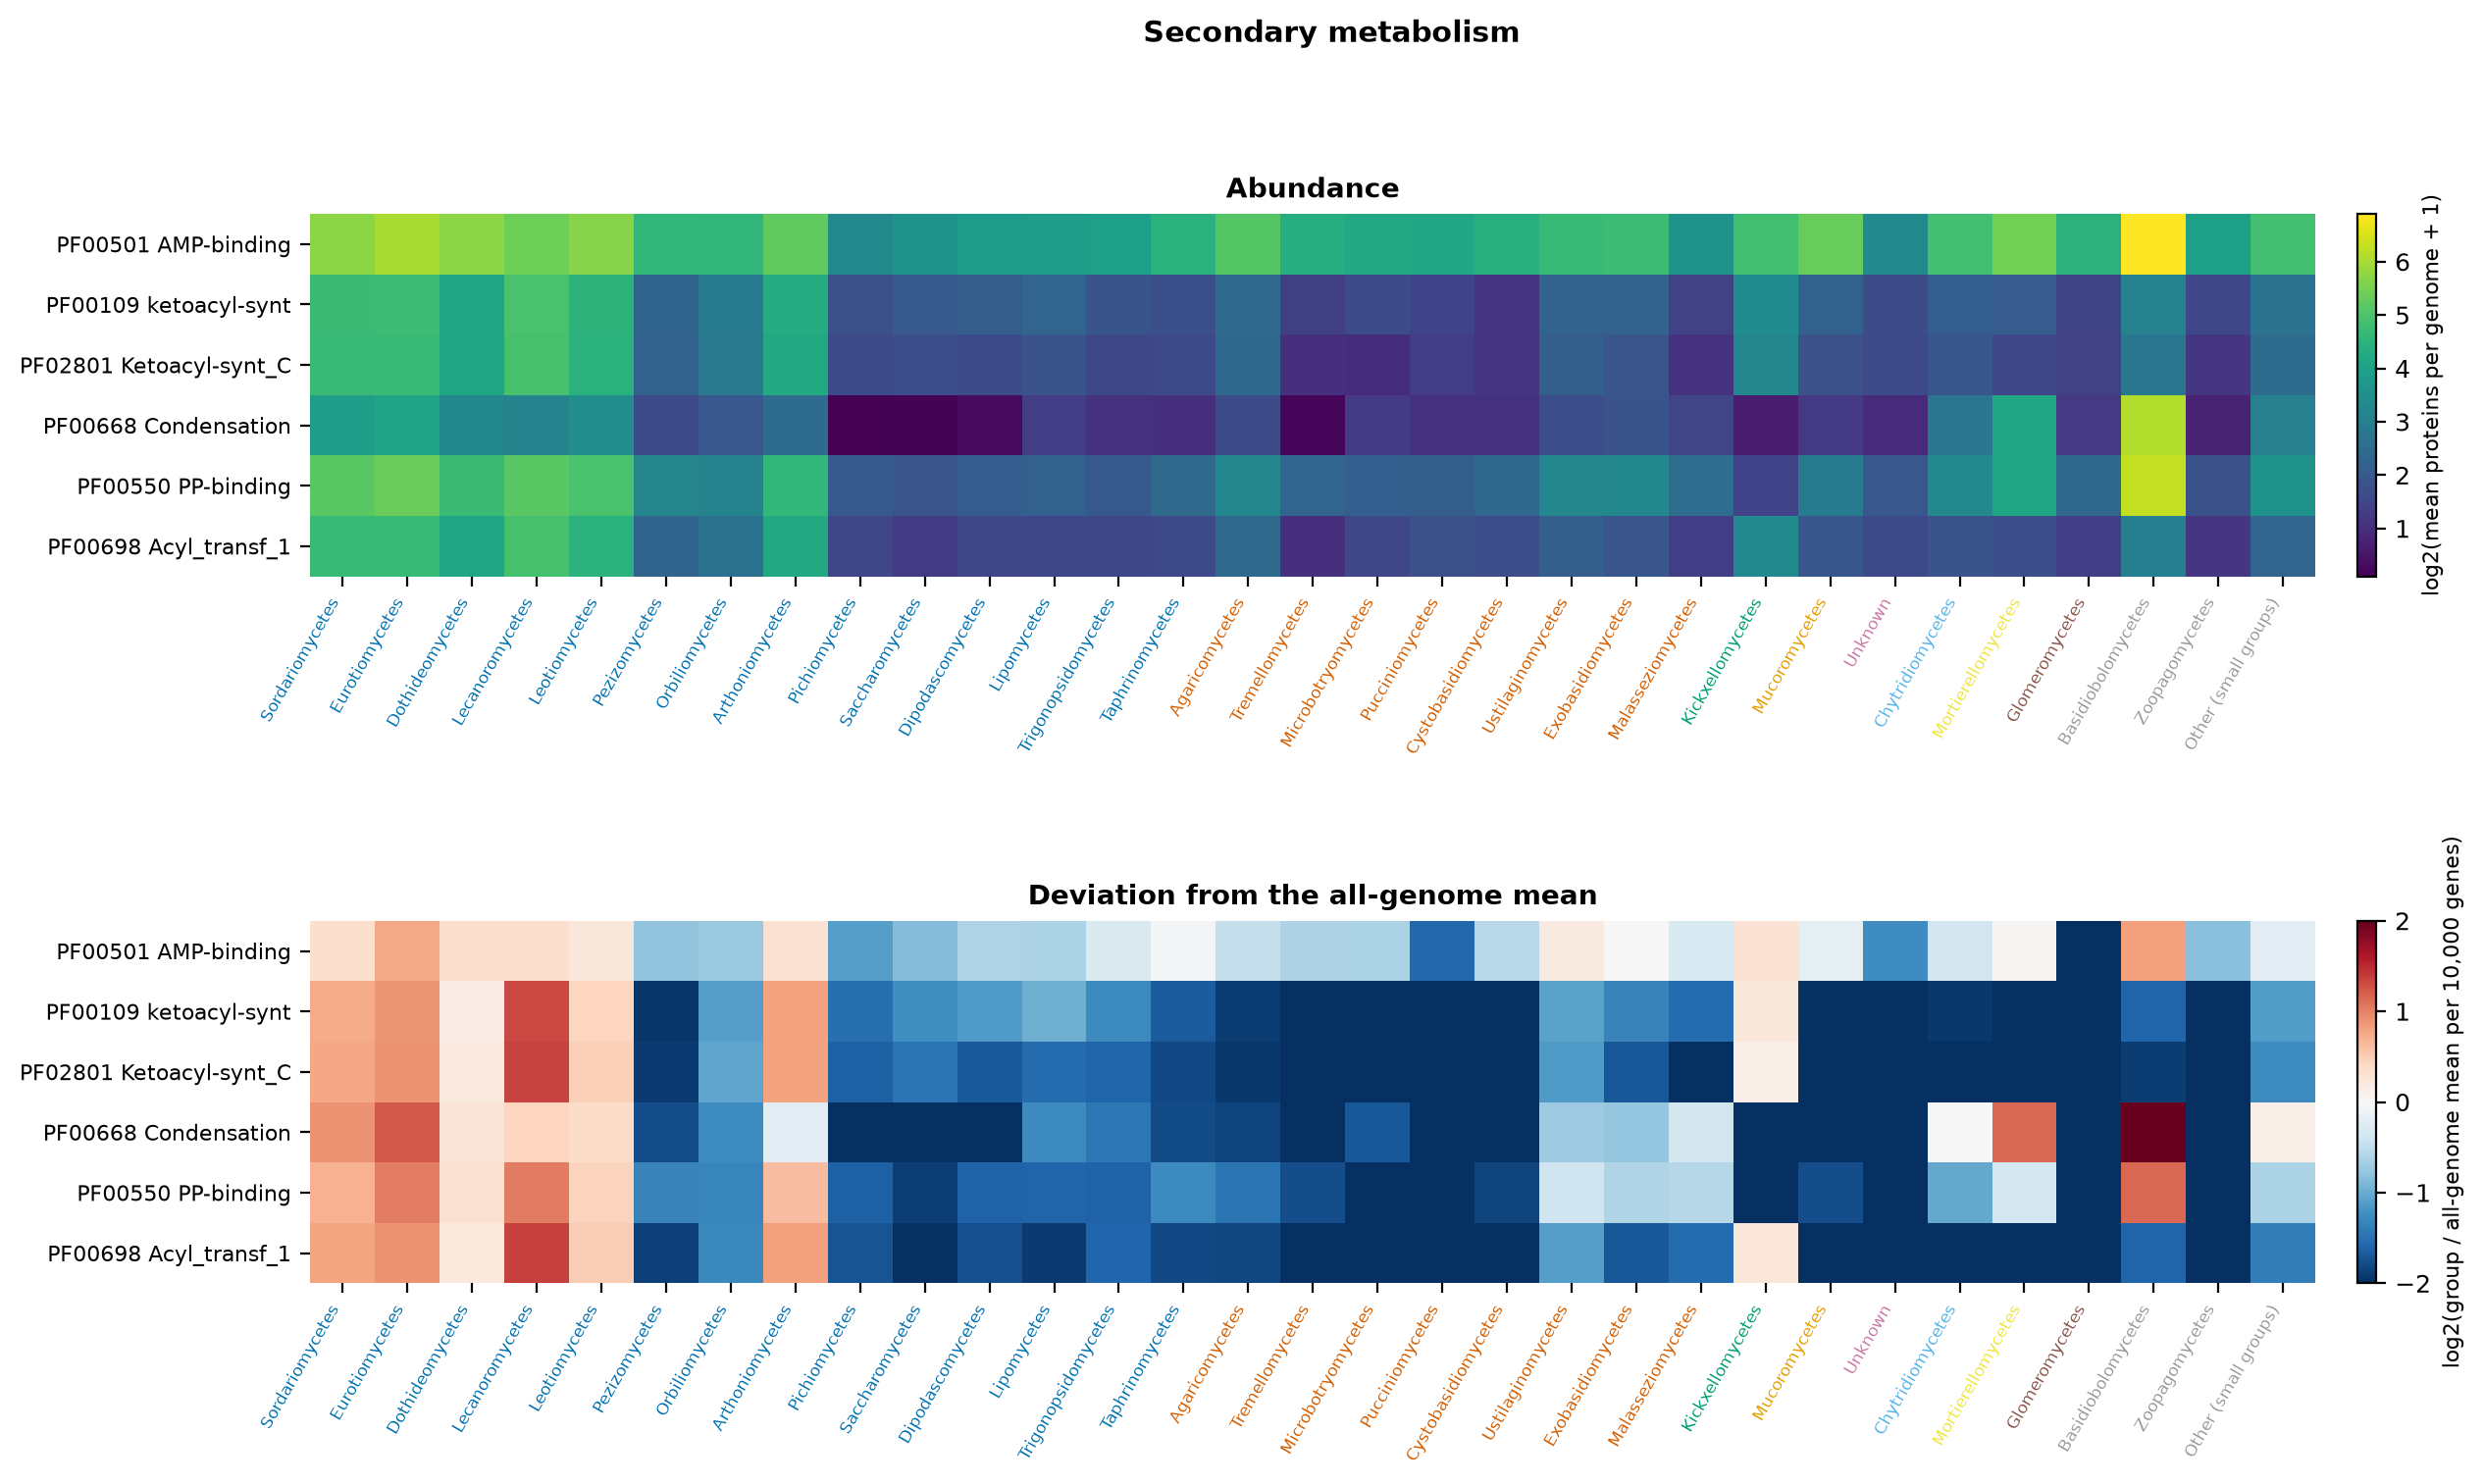 Secondary metabolism
Abundance
PF00501 AMP-binding
PF00109 ketoacyl-synt
PF02801 Ketoacyl-synt_C
PF00668 Condensation
PF00550 PP-binding
PF00698 Acyl_transf_1
Sordariomycetes
Eurotiomycetes
Dothideomycetes
Lecanoromycetes
Leotiomycetes
Pezizomycetes
Orbiliomycetes
Arthoniomycetes
Pichiomycetes
Saccharomycetes
Dipodascomycetes
Lipomycetes
Trigonopsidomycetes
Taphrinomycetes
Agaricomycetes
Tremellomycetes
Microbotryomycetes
Pucciniomycetes
Cystobasidiomycetes
Ustilaginomycetes
Exobasidiomycetes
Malasseziomycetes
Kickxellomycetes
Mucoromycetes
Unknown
Chytridiomycetes
Mortierellomycetes
Glomeromycetes
Basidiobolomycetes
Zoopagomycetes
Other (small groups)
6
5
4
3
2
1
log2(mean proteins per genome + 1)
Deviation from the all-genome mean
PF00501 AMP-binding
PF00109 ketoacyl-synt
PF02801 Ketoacyl-synt_C
PF00668 Condensation
PF00550 PP-binding
PF00698 Acyl_transf_1
Sordariomycetes
Eurotiomycetes
Dothideomycetes
Lecanoromycetes
Leotiomycetes
Pezizomycetes
Orbiliomycetes
Arthoniomycetes
Pichiomycetes
Saccharomycetes
Dipodascomycetes
Lipomycetes
Trigonopsidomycetes
Taphrinomycetes
Agaricomycetes
Tremellomycetes
Microbotryomycetes
Pucciniomycetes
Cystobasidiomycetes
Ustilaginomycetes
Exobasidiomycetes
Malasseziomycetes
Kickxellomycetes
Mucoromycetes
Unknown
Chytridiomycetes
Mortierellomycetes
Glomeromycetes
Basidiobolomycetes
Zoopagomycetes
Other (small groups)
2
1
0
−1
−2
log2(group / all-genome mean per 10,000 genes)